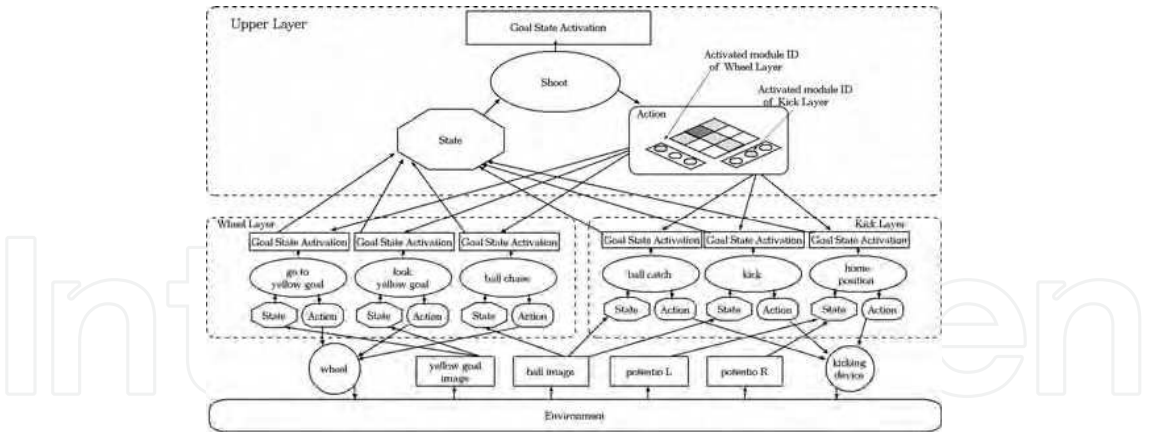 Upper Layer
Goal State Activation
Shoot
Activated module ID
of Wheel Layer
Activated module ID
of Kick Layer
Action
State
Wheel Layer
Kick Layer
Goal State Activation
Goal State Activation
Goal State Activation
Goal State Activation
Goal State Activation
Goal State Activation
go to
yellow goal
look
yellow goal
ball chase
ball catch
kick
home
position
State
Action
State
Action
State
Action
State
Action
State
Action
State
Action
wheel
yellow goal
image
ball image
potentio L
potentio R
kicking
device
Environment